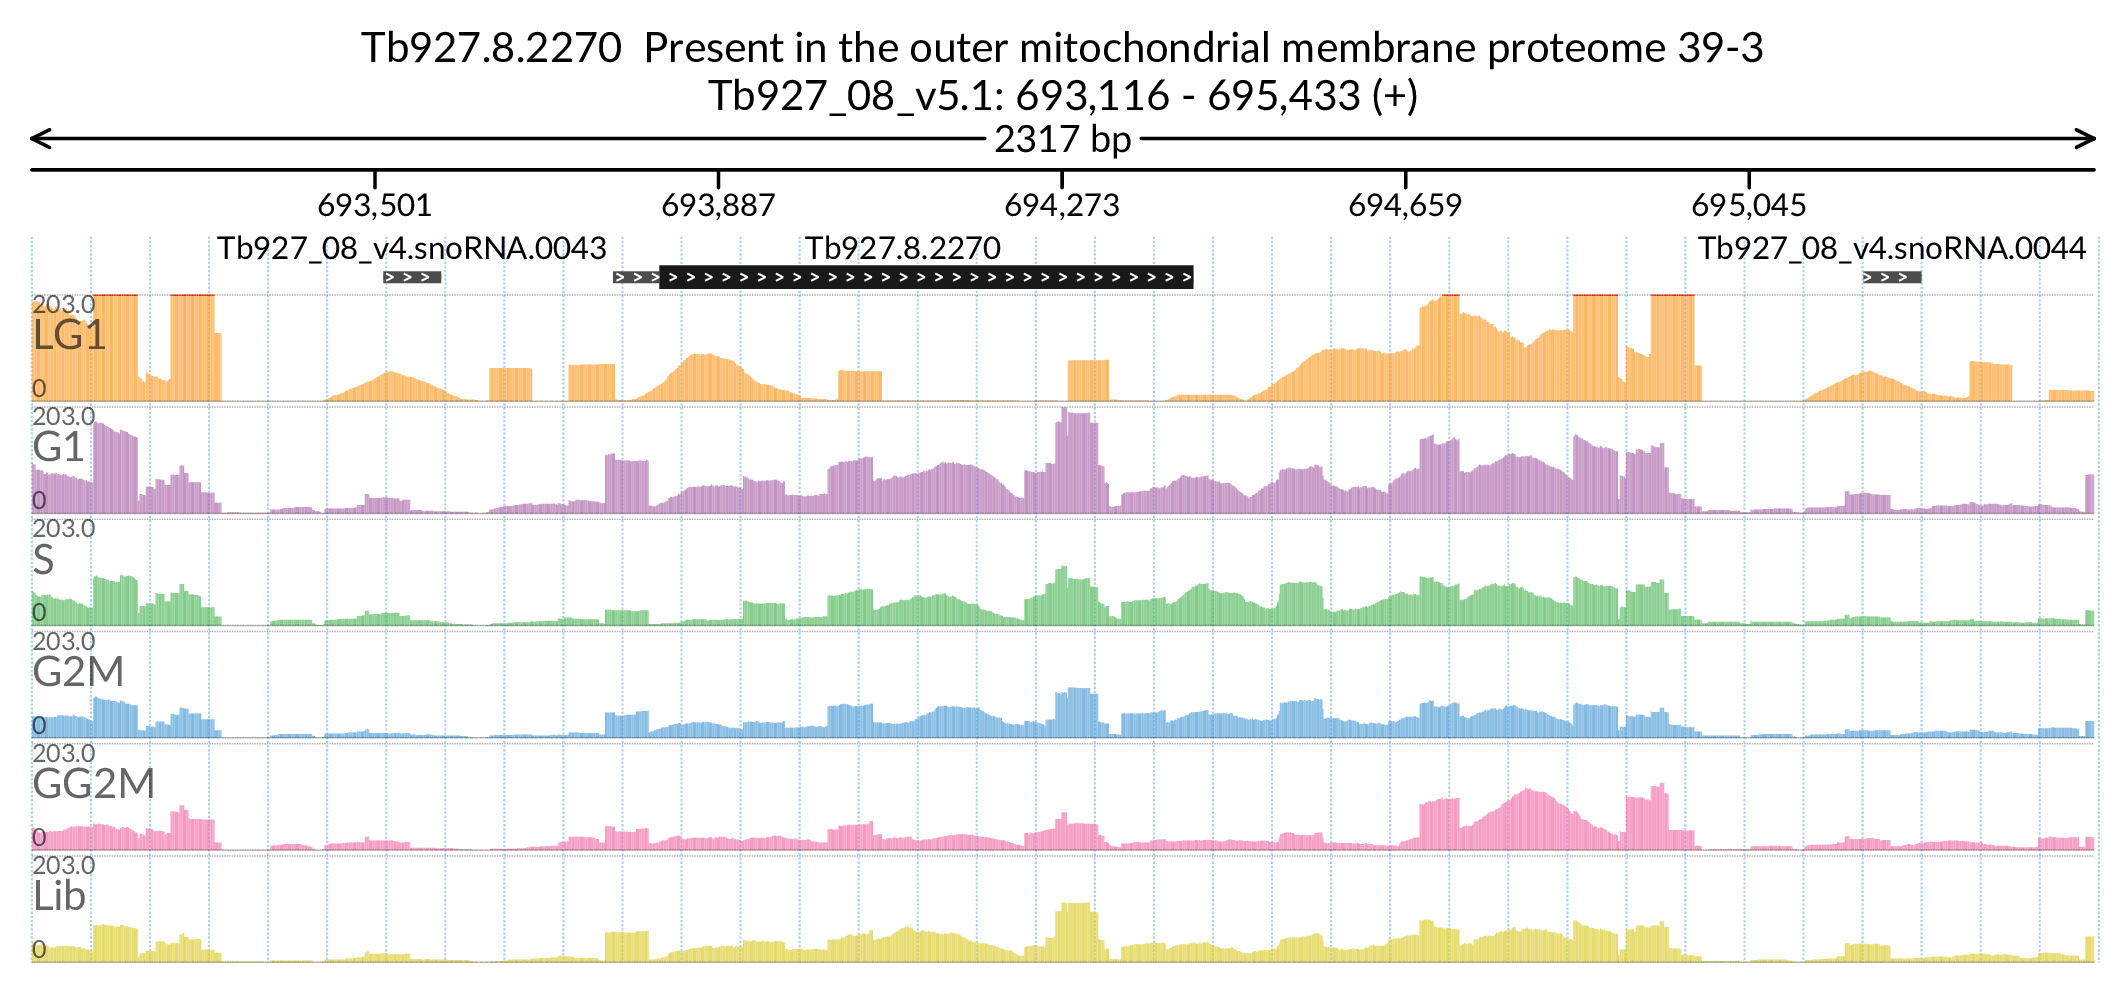 Tb927.8.2270  Present in the outer mitochondrial membrane proteome 39-3
Tb927_08_v5.1: 693,116 - 695,433 (+)
2317 bp
693,501 693,887 694,273 694,659 695,045
Tb927_08_v4.snoRNA.0043 Tb927.8.2270 Tb927_08_v4.snoRNA.0044
203.0
LG1
0
203.0
G1
0
203.0
S
0
203.0
G2M
0
203.0
GG2M
0
203.0
Lib
0